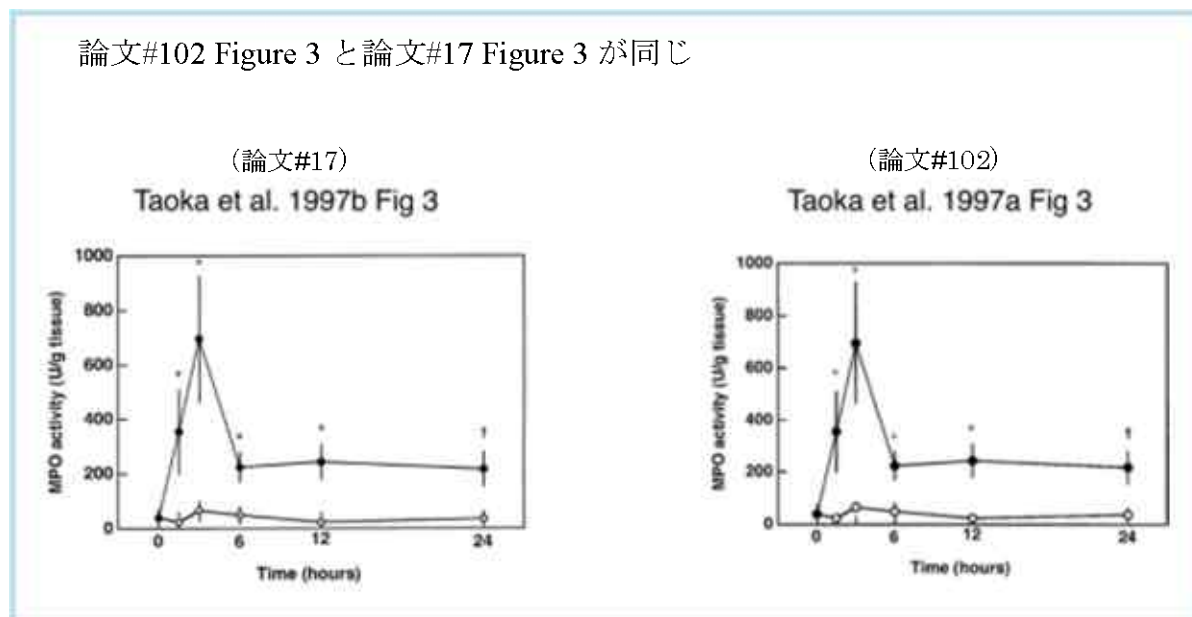 論文#102 Figure 3 と論文#17 Figure 3 が同じ
(論文#17)
Taoka et al. 1997b Fig 3
1000
800
600
400
200
0
MPO activity (U/g tissue)
0 6 12 24
Time (hours)
(論文#102)
Taoka et al. 1997a Fig 3
1000
800
600
400
200
0
MPO activity (U/g tissue)
0 6 12 24
Time (hours)